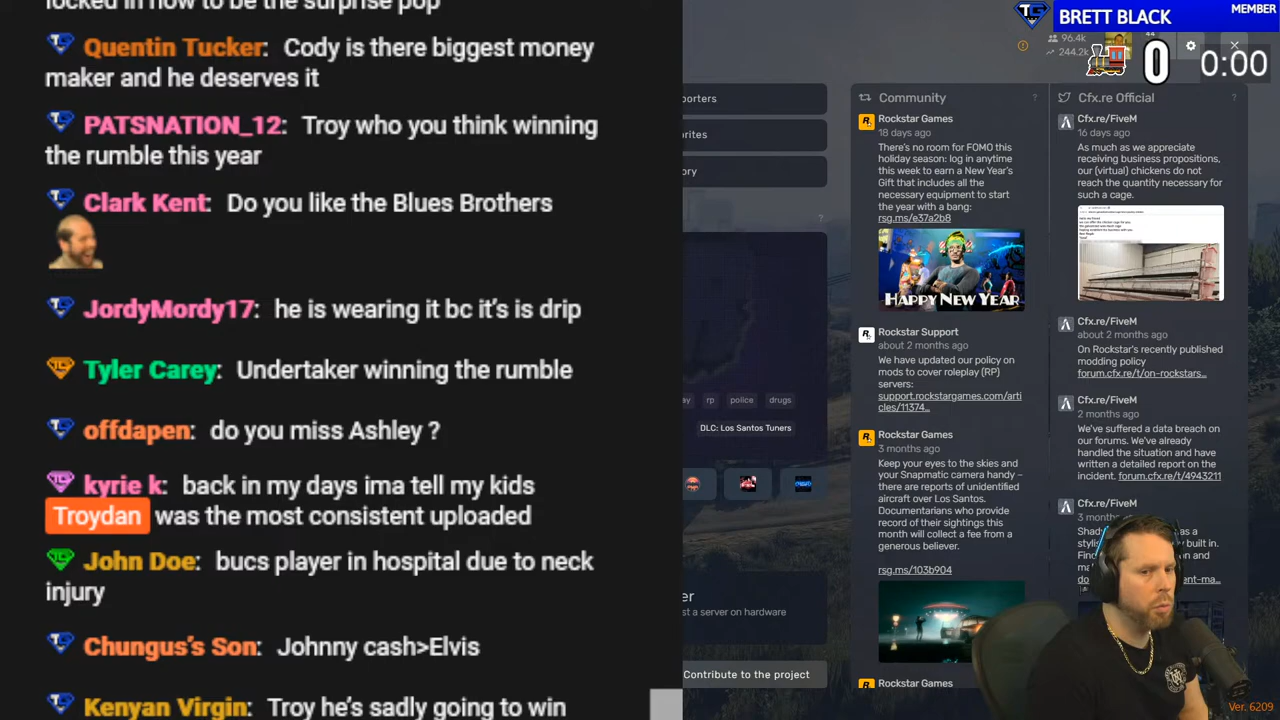 locked in now to be the surprise pop
Quentin Tucker: Cody is there biggest money
maker and he deserves it
PATSNATION_12: Troy who you think winning
the rumble this year
Clark Kent: Do you like the Blues Brothers
JordyMordy17: he is wearing it bc it's is drip
Tyler Carey: Undertaker winning the rumble
offdapen: do you miss Ashley ?
kyrie k: back in my days ima tell my kids
Troydan was the most consistent uploaded
John Doe: bucs player in hospital due to neck
injury
Chungus's Son: Johnny cash>Elvis
Kenyan Virgin: Troy he's sadly going to win
TG
BRETT BLACK
MEMBER
96.4k
244.2k
44
0
0:00
porters
rites
ory
ay rp police drugs
DLC: Los Santos Tuners
er
st a server on hardware
Contribute to the project
Community ?
Rockstar Games
18 days ago
There's no room for FOMO this
holiday season: log in anytime
this week to earn a New Year's
Gift that includes all the
necessary equipment to start
the year with a bang:
rsg.ms/e37a2b8
HAPPY NEW YEAR
Rockstar Support
about 2 months ago
We have updated our policy on
mods to cover roleplay (RP)
servers:
support.rockstargames.com/arti
cles/11374...
Rockstar Games
3 months ago
Keep your eyes to the skies and
your Snapmatic camera handy –
there are reports of unidentified
aircraft over Los Santos.
Documentarians who provide
record of their sightings this
month will collect a fee from a
generous believer.
rsg.ms/103b904
Rockstar Games
Cfx.re Official ?
Cfx.re/FiveM
16 days ago
As much as we appreciate
receiving business propositions,
our (virtual) chickens do not
reach the quantity necessary for
such a cage.
Cfx.re/FiveM
about 2 months ago
On Rockstar's recently published
modding policy
forum.cfx.re/t/on-rockstars...
Cfx.re/FiveM
2 months ago
We've suffered a data breach on
our forums. We've already
handled the situation and have
written a detailed report on the
incident. forum.cfx.re/t/4943211
Cfx.re/FiveM
3 months
as a
built in.
and
ent-ma...
Ver. 6209